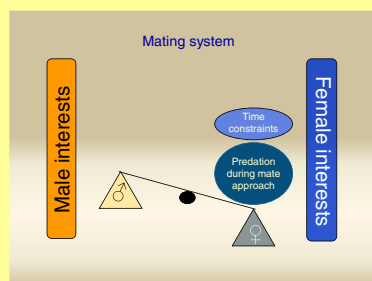 Mating system
Male interests
Time
constraints
Predation
during mate
approach
Female interests
♂
♀